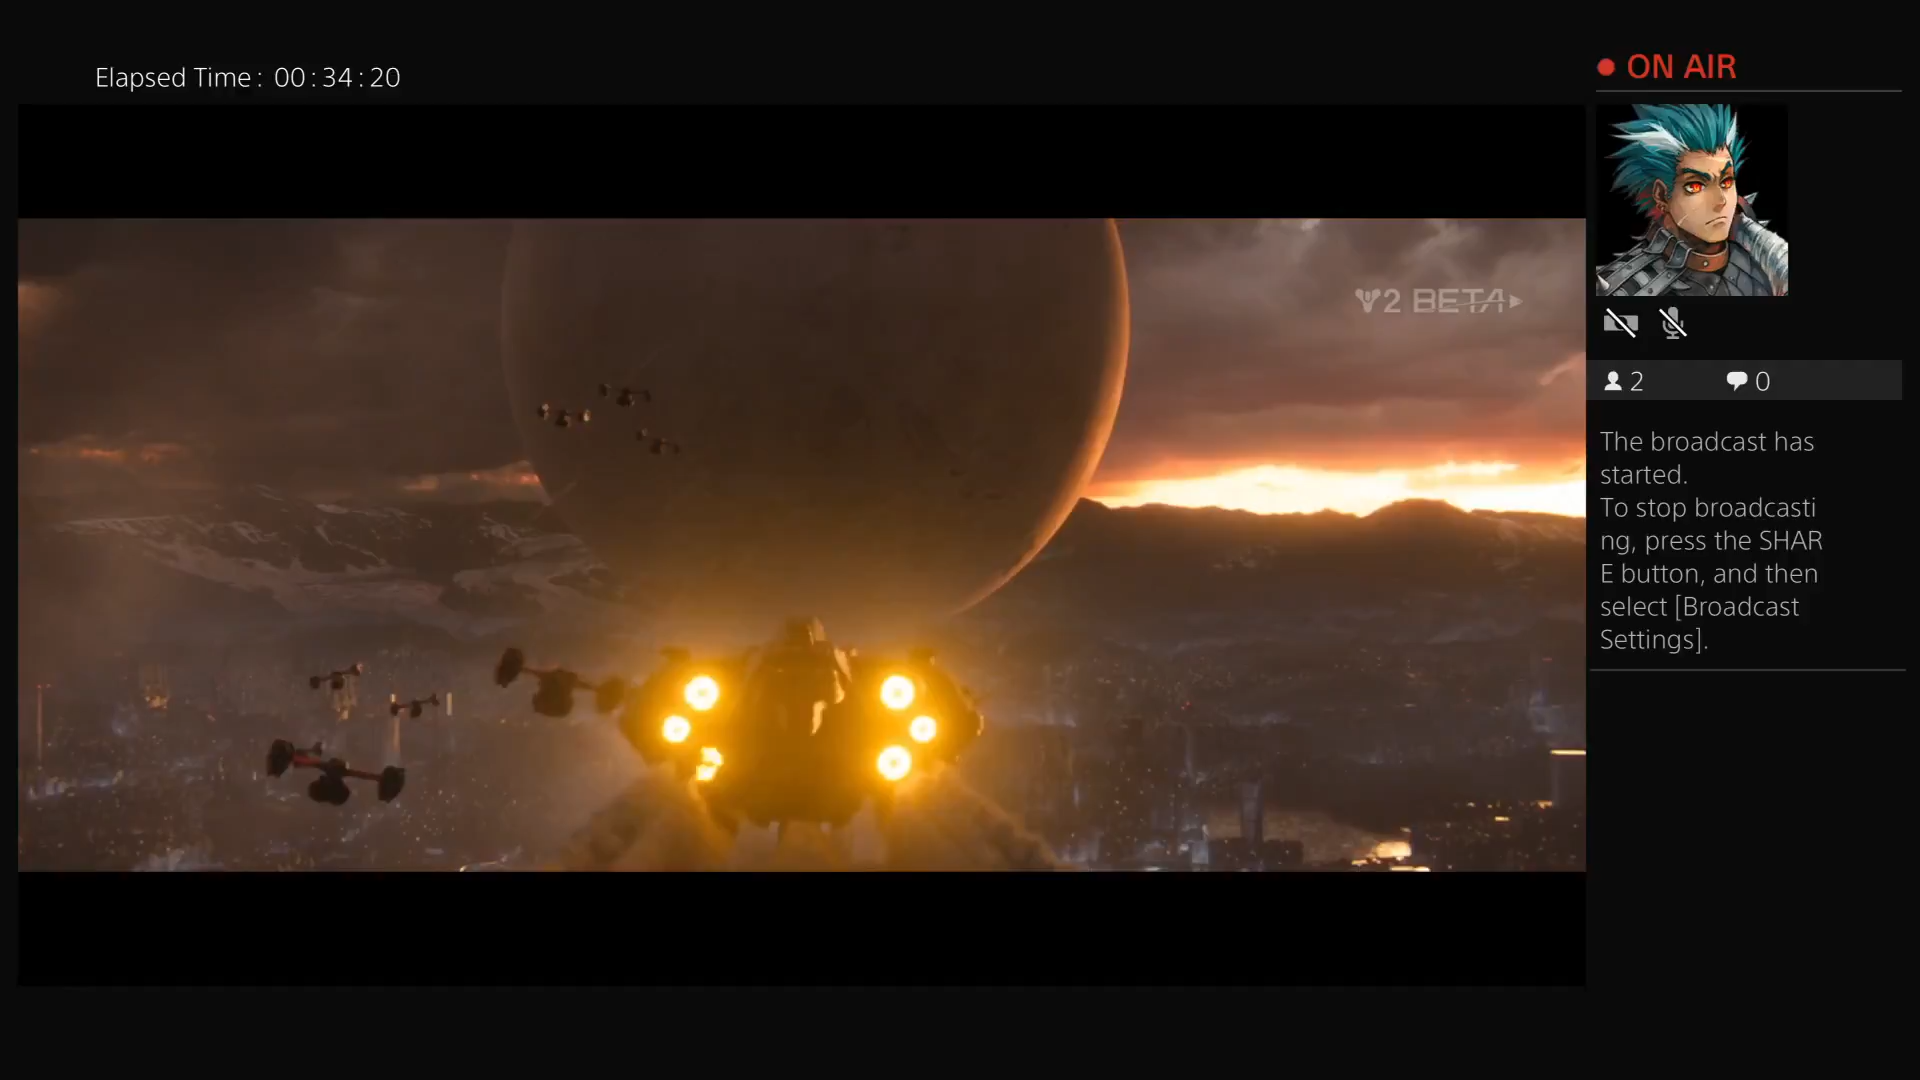 Elapsed Time: 00:34:20
ON AIR
2 BETA
2
0
The broadcast has
started.
To stop broadcasti
ng, press the SHAR
E button, and then
select [Broadcast
Settings].